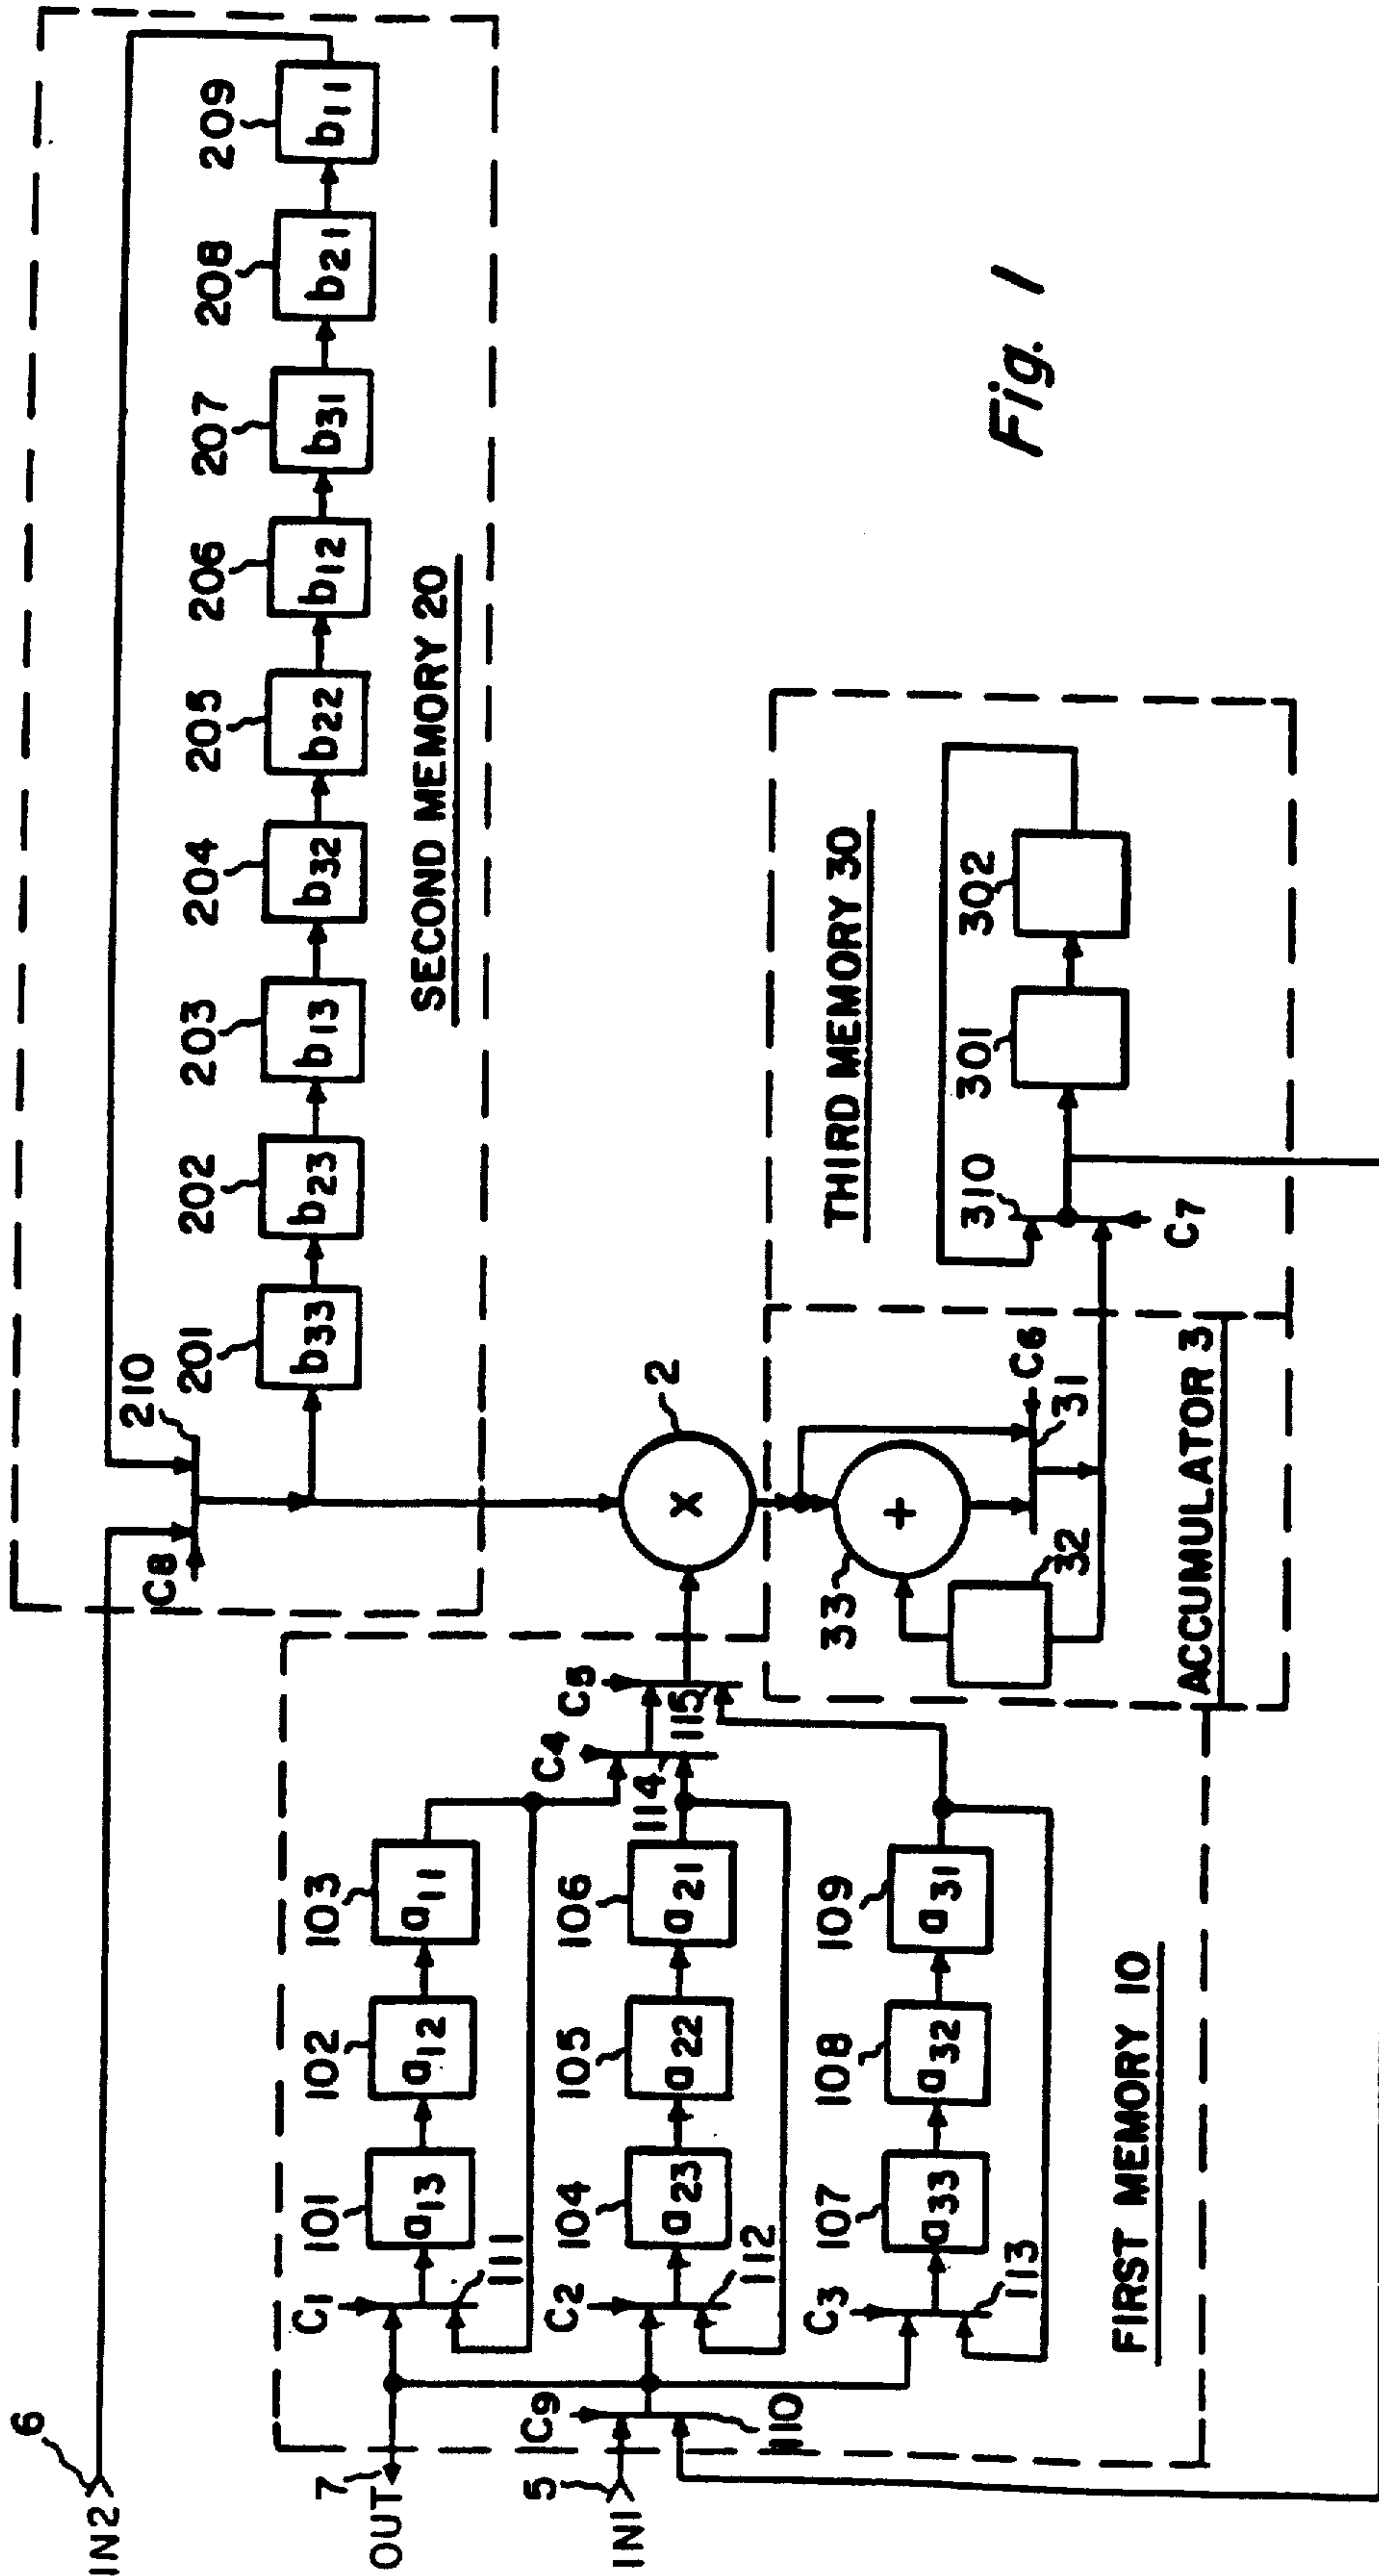 IN2
6
C8
210
201
b33
202
b23
203
b13
204
b32
205
b22
206
b12
207
b31
208
b21
209
b11
SECOND MEMORY 20
7
OUT
5
IN1
C9
110
C1
111
101
a13
102
a12
103
a11
C2
112
104
a23
105
a22
106
a21
C3
113
107
a33
108
a32
109
a31
C4
114
C5
115
FIRST MEMORY 10
2
X
33
+
32
C6
31
ACCUMULATOR 3
THIRD MEMORY 30
310
C7
301
302
Fig. 1